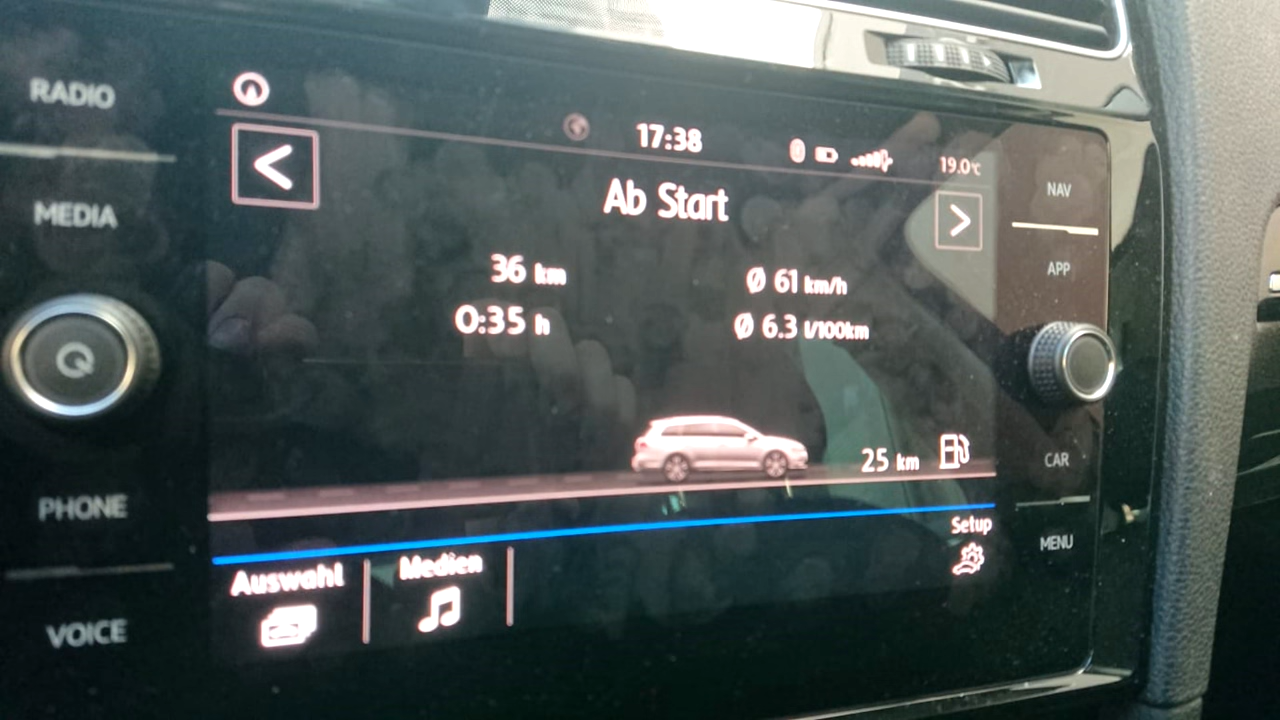 RADIO
MEDIA
PHONE
VOICE
17:38
19.0°C
Ab Start
36 km
Ø 61 km/h
0:35 h
Ø 6.3 l/100km
25 km
Auswahl
Medien
Setup
NAV
APP
CAR
MENU